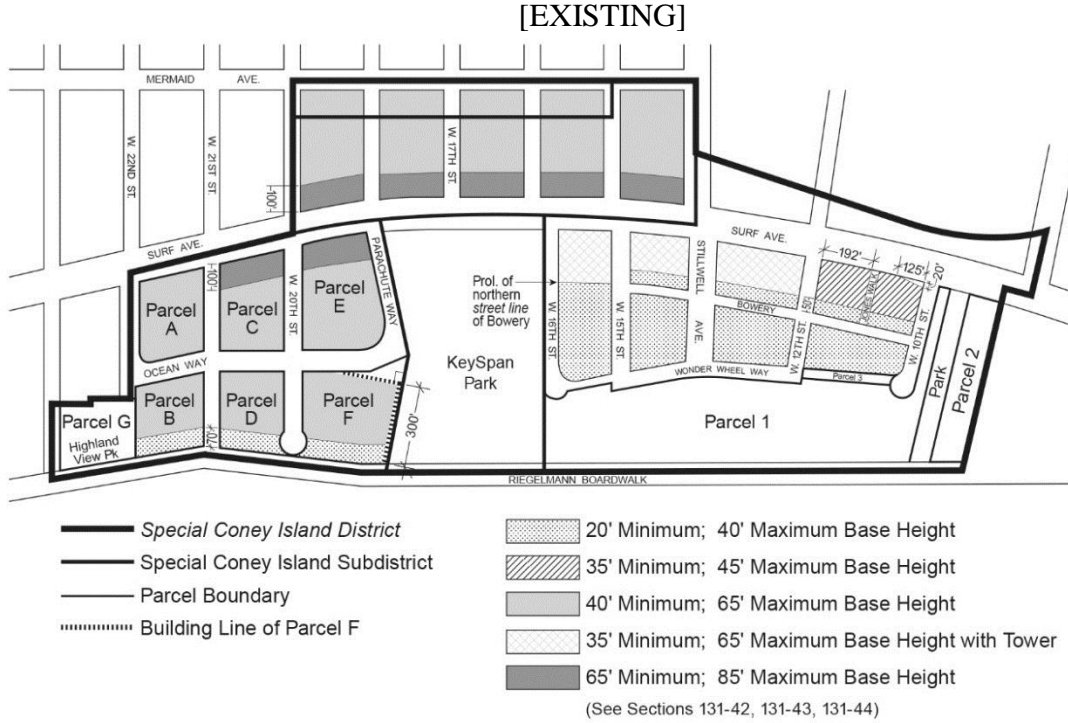 [EXISTING]
MERMAID AVE.
W. 22ND ST.
W. 21ST ST.
W. 17TH ST.
100'
SURF AVE.
100'
W. 20TH ST.
PARACHUTE WAY
Parcel
A
Parcel
C
Parcel
E
OCEAN WAY
Parcel
B
Parcel
D
Parcel
F
70'
300'
Parcel G
Highland
View Pk
KeySpan
Park
Prol. of
northern
street line
of Bowery
W. 16TH ST.
W. 15TH ST.
STILLWELL
AVE.
SURF AVE.
BOWERY
50'
W. 12TH ST.
192'
125'
20'
JONES WALK
W. 10TH ST.
WONDER WHEEL WAY
Parcel 3
Parcel 1
Park
Parcel 2
RIEGELMANN BOARDWALK
Special Coney Island District
Special Coney Island Subdistrict
Parcel Boundary
Building Line of Parcel F
20' Minimum; 40' Maximum Base Height
35' Minimum; 45' Maximum Base Height
40' Minimum; 65' Maximum Base Height
35' Minimum; 65' Maximum Base Height with Tower
65' Minimum; 85' Maximum Base Height
(See Sections 131-42, 131-43, 131-44)